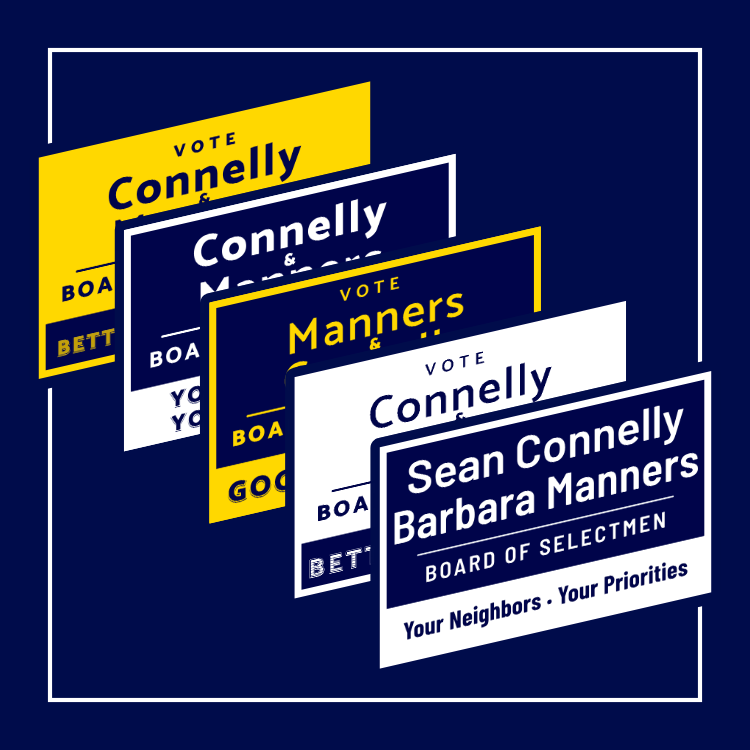 VOTE
Connelly
&
BOA
BETT
Connelly
&
Manners
BOA
YO
YO
VOTE
Manners
&
BOA
GOO
VOTE
Connelly
&
BOA
BETT
Sean Connelly
Barbara Manners
BOARD OF SELECTMEN
Your Neighbors · Your Priorities